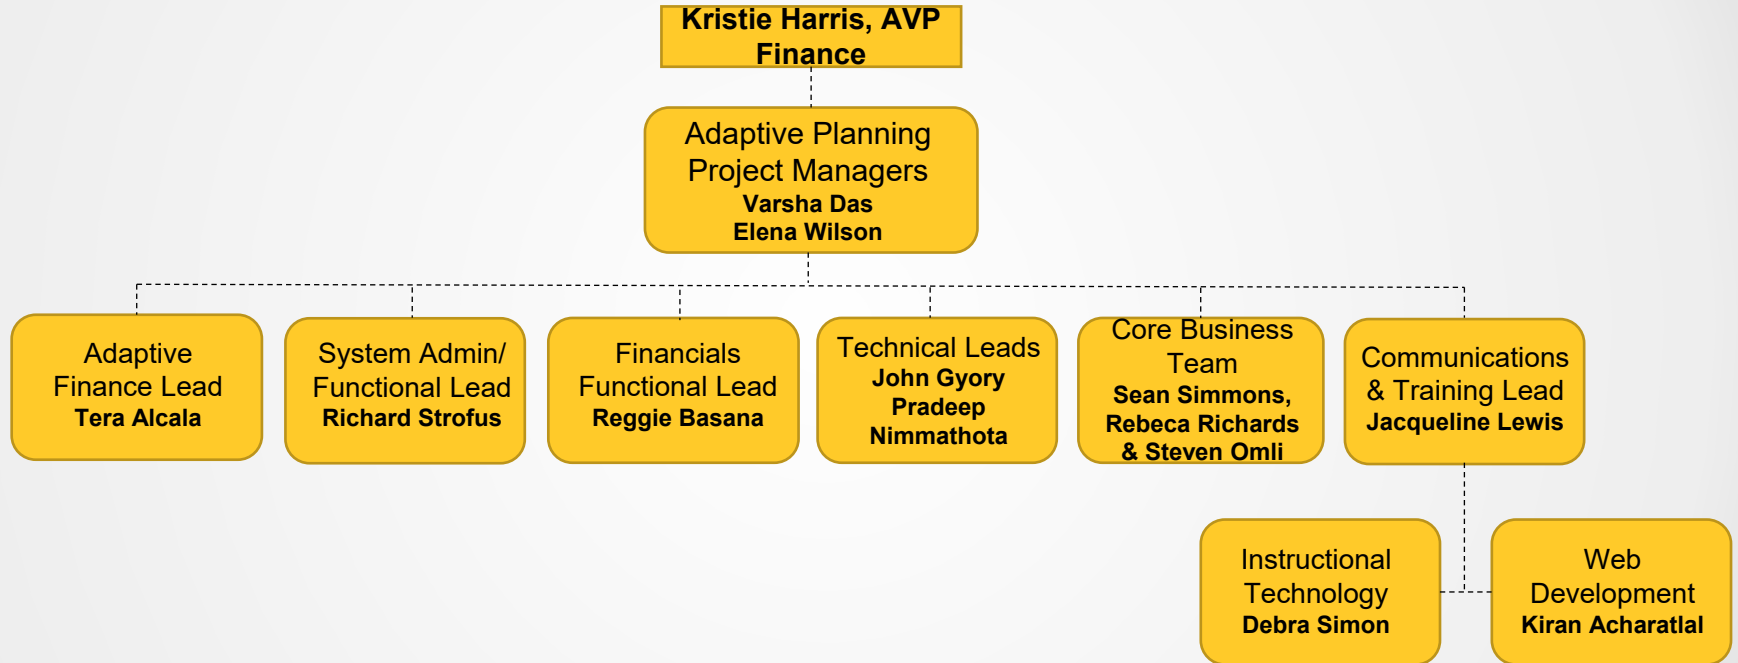 Kristie Harris, AVP
Finance
Adaptive Planning
Project Managers
Varsha Das
Elena Wilson
Adaptive
Finance Lead
Tera Alcala
System Admin/
Functional Lead
Richard Strofus
Financials
Functional Lead
Reggie Basana
Technical Leads
John Gyory
Pradeep
Nimmathota
Core Business
Team
Sean Simmons,
Rebeca Richards
& Steven Omli
Communications
& Training Lead
Jacqueline Lewis
Instructional
Technology
Debra Simon
Web
Development
Kiran Acharatlal